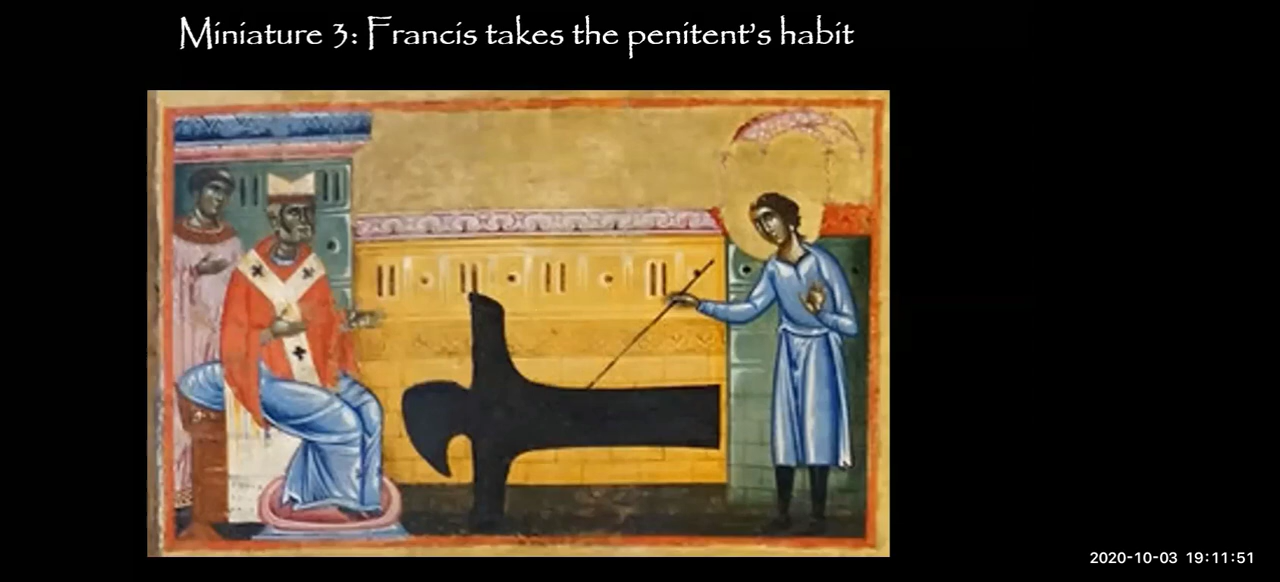 Miniature 3: Francis takes the penitent's habit
2020-10-03 19:11:51